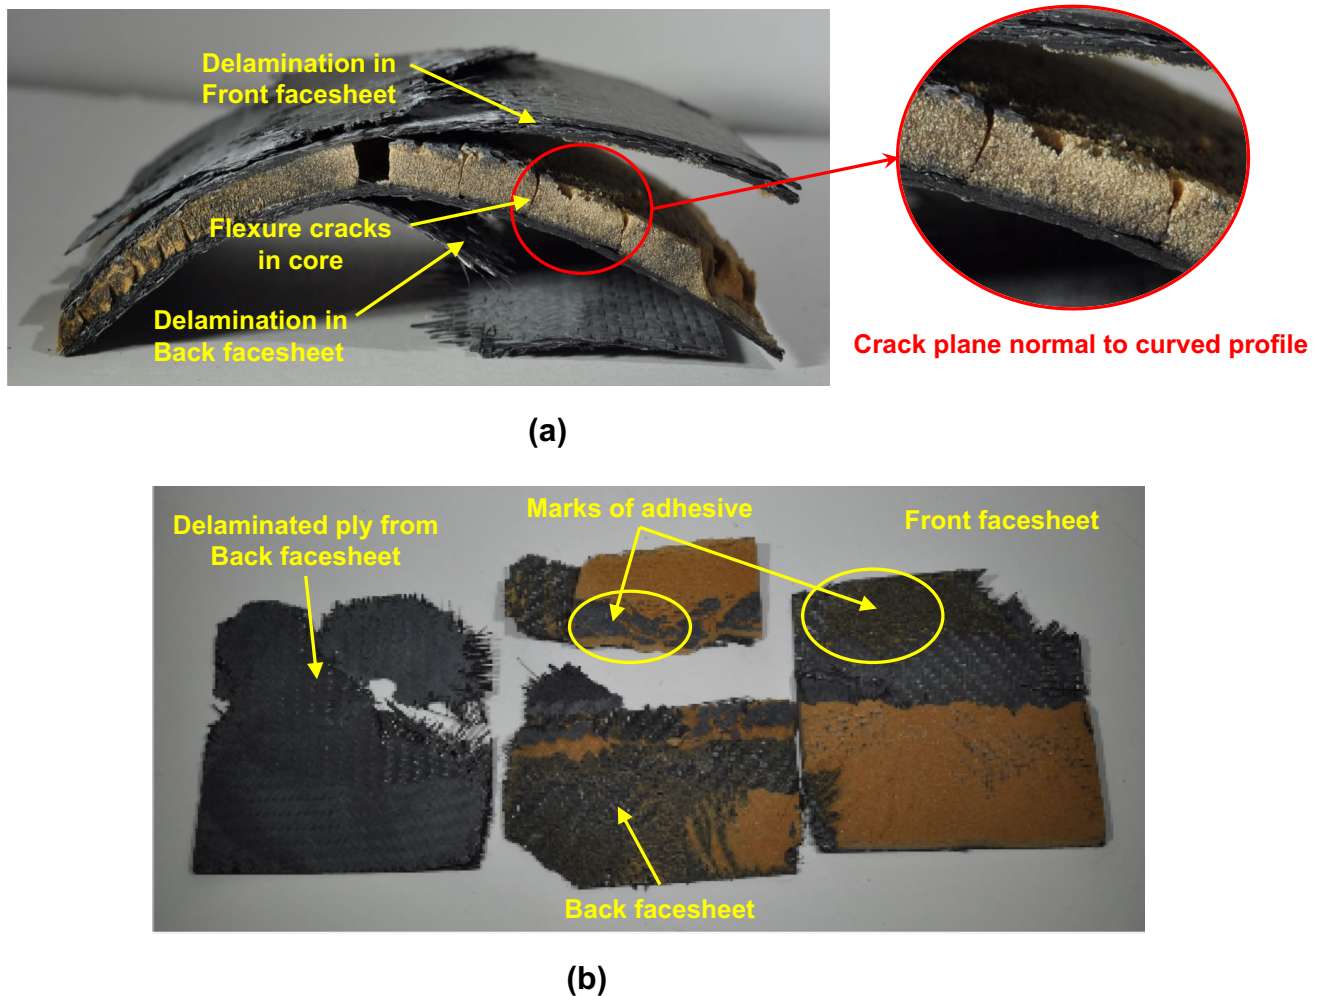 Delamination in
Front facesheet
Flexure cracks
in core
Delamination in
Back facesheet
Crack plane normal to curved profile
(a)
Delaminated ply from
Back facesheet
Marks of adhesive
Front facesheet
Back facesheet
(b)